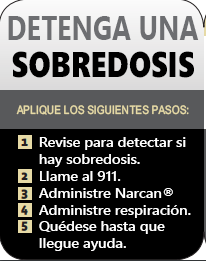 DETENGA UNA
SOBREDOSIS
APLIQUE LOS SIGUIENTES PASOS:
1 Revise para detectar si
hay sobredosis.
2 Llame al 911.
3 Administre Narcan®
4 Administre respiración.
5 Quédese hasta que
llegue ayuda.